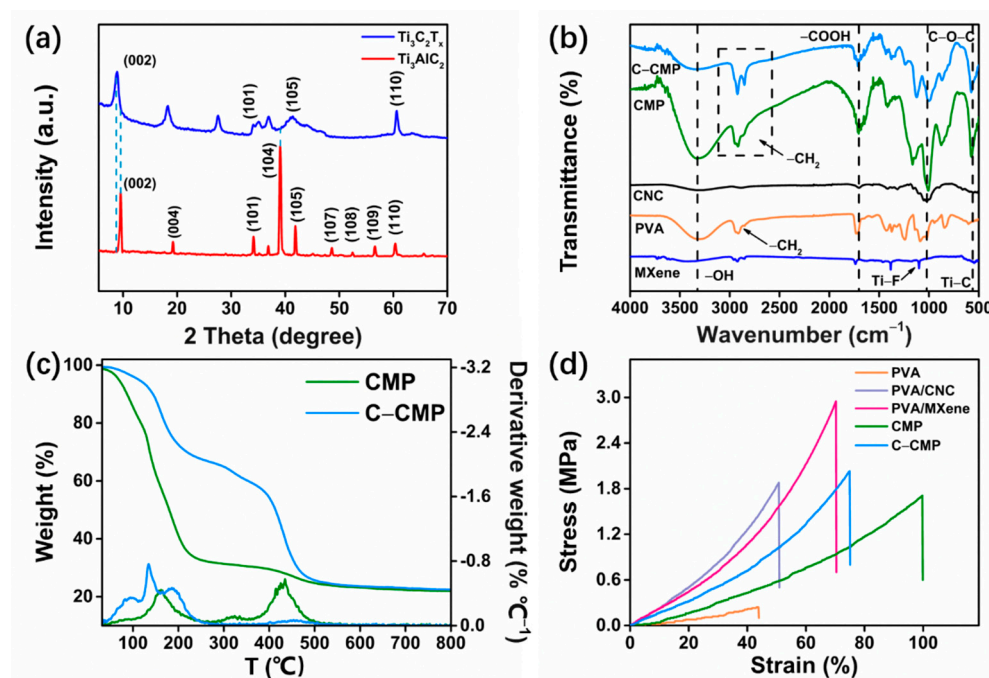 (a)
Ti₃C₂Tₓ
Ti₃AlC₂
(002)
(101)
(105)
(110)
(002)
(004)
(101)
(104)
(105)
(107)
(108)
(109)
(110)
Intensity (a.u.)
10 20 30 40 50 60 70
2 Theta (degree)
(b)
–COOH
C–O–C
C–CMP
CMP
–CH₂
CNC
PVA
–CH₂
MXene
–OH
Ti–F
Ti–C
Transmittance (%)
4000 3500 3000 2500 2000 1500 1000 500
Wavenumber (cm⁻¹)
(c)
CMP
C–CMP
100
80
60
40
20
Weight (%)
-3.2
-2.4
-1.6
-0.8
0.0
Derivative weight (% ℃⁻¹)
100 200 300 400 500 600 700 800
T (℃)
(d)
PVA
PVA/CNC
PVA/MXene
CMP
C–CMP
3.0
2.4
1.8
1.2
0.6
0.0
Stress (MPa)
0 20 40 60 80 100 120
Strain (%)